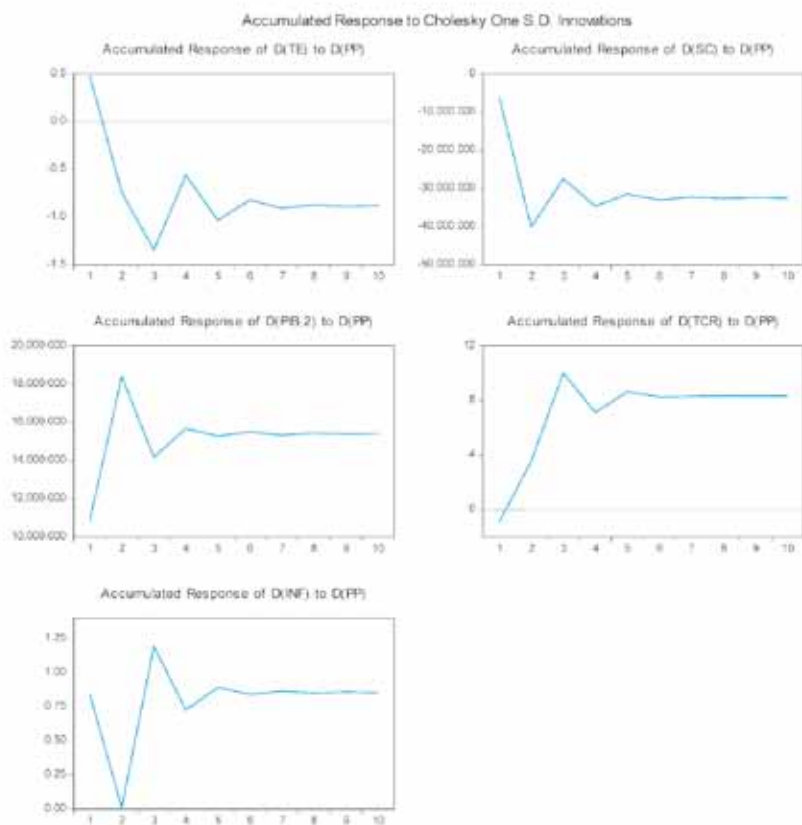 Accumulated Response to Cholesky One S.D. Innovations
Accumulated Response of D(TE) to D(PP)
0.5
0.0
-0.5
-1.0
-1.5
1 2 3 4 5 6 7 8 9 10
Accumulated Response of D(SC) to D(PP)
0
-10.000.000
-20.000.000
-30.000.000
-40.000.000
-50.000.000
1 2 3 4 5 6 7 8 9 10
Accumulated Response of D(PIB.2) to D(PP)
20.000.000
18.000.000
16.000.000
14.000.000
12.000.000
10.000.000
1 2 3 4 5 6 7 8 9 10
Accumulated Response of D(TCR) to D(PP)
12
8
4
0
1 2 3 4 5 6 7 8 9 10
Accumulated Response of D(INF) to D(PP)
1.25
1.00
0.75
0.50
0.25
0.00
1 2 3 4 5 6 7 8 9 10